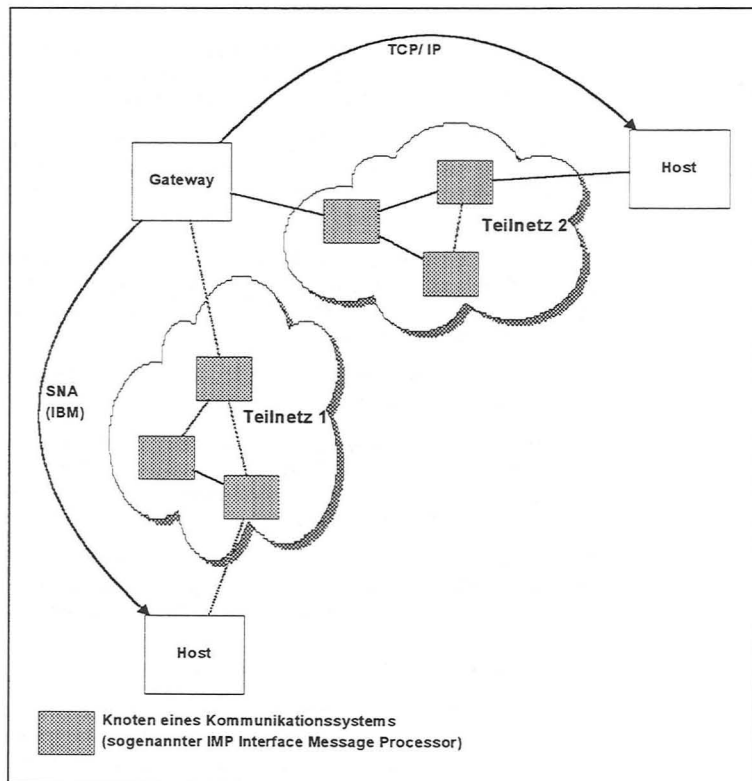 TCP/ IP
Gateway
Host
Teilnetz 2
SNA
(IBM)
Teilnetz 1
Host
Knoten eines Kommunikationssystems
(sogenannter IMP Interface Message Processor)